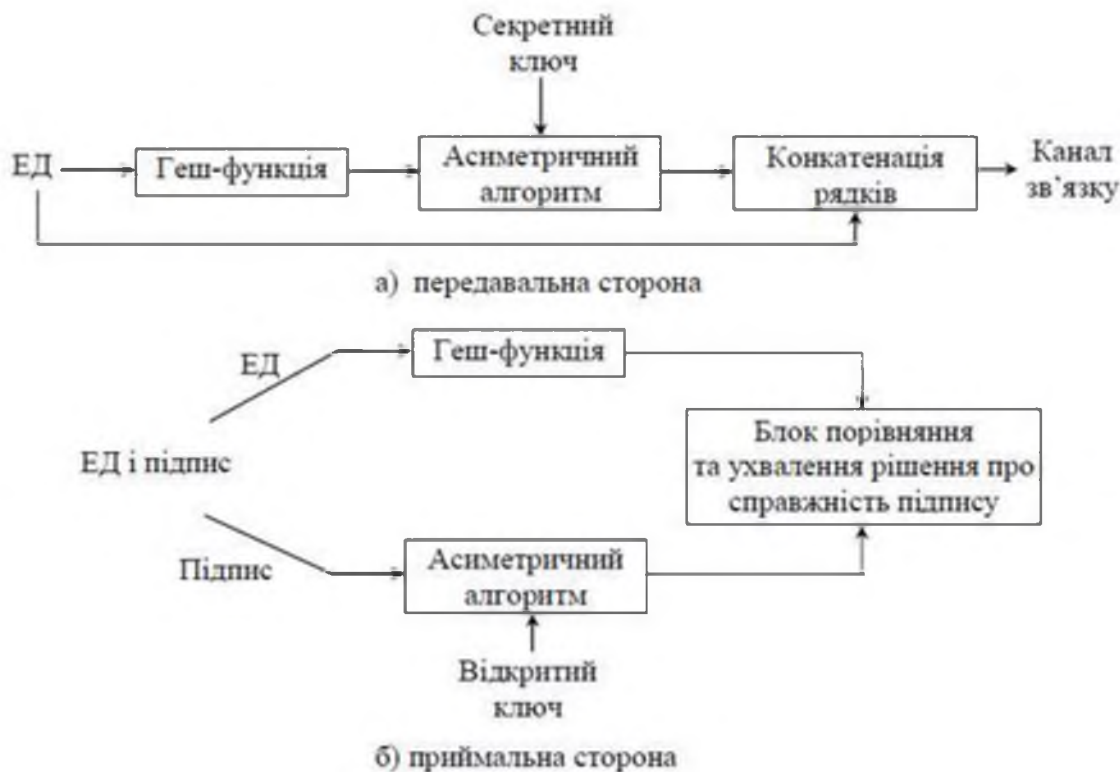 Секретний
ключ
ЕД
Геш-функція
Асиметричний
алгоритм
Конкатенація
рядків
Канал
зв’язку
а) передавальна сторона
ЕД
Геш-функція
ЕД і підпис
Блок порівняння
та ухвалення рішення про
справжність підпису
Підпис
Асиметричний
алгоритм
Відкритий
ключ
б) приймальна сторона